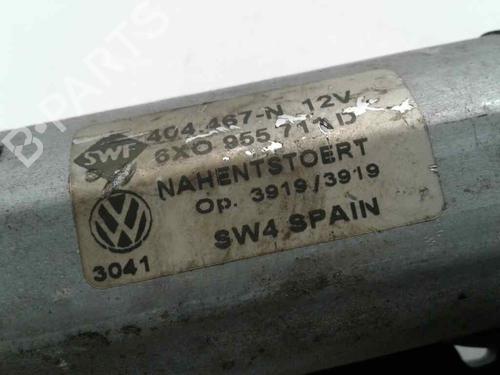 B-PARTS
404.467-N 12V
SWF
6X0 955 711 D
NAHENTSTOERT
Op. 3919/3919
SW4 SPAIN
3041